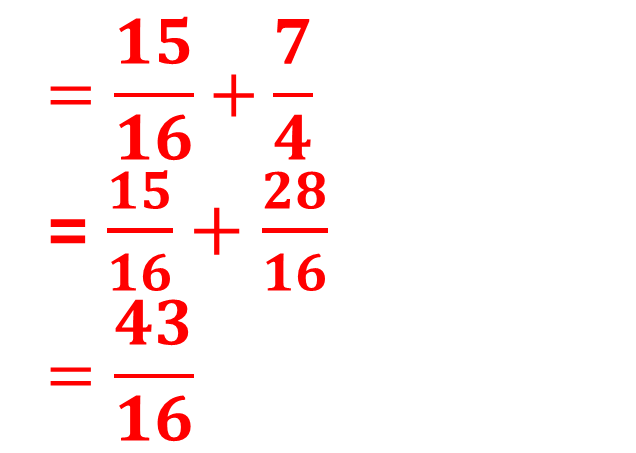 = 15/16 + 7/4
= 15/16 + 28/16
= 43/16